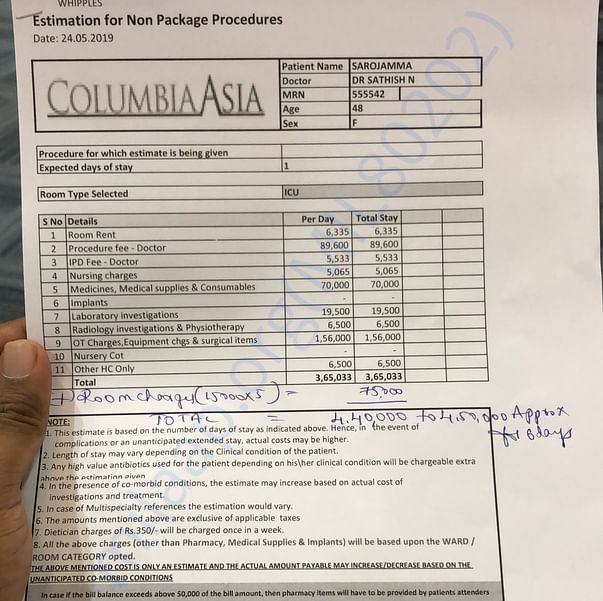 WHIPPLES
Estimation for Non Package Procedures
Date: 24.05.2019
COLUMBIAASIA
Patient Name SAROJAMMA
Doctor DR SATHISH N
MRN 555542
Age 48
Sex F
Procedure for which estimate is being given
Expected days of stay 1
Room Type Selected ICU
S No Details Per Day Total Stay
1 Room Rent 6,335 6,335
2 Procedure fee - Doctor 89,600 89,600
3 IPD Fee - Doctor 5,533 5,533
4 Nursing charges 5,065 5,065
5 Medicines, Medical supplies & Consumables 70,000 70,000
6 Implants - -
7 Laboratory investigations 19,500 19,500
8 Radiology investigations & Physiotherapy 6,500 6,500
9 OT Charges,Equipment chgs & surgical items 1,56,000 1,56,000
10 Nursery Cot - -
11 Other HC Only 6,500 6,500
Total 3,65,033 3,65,033
+ Room charges (15000x5) = 75,000
TOTAL = 4,40000 to 4,50,000 Approx
for 6 days
NOTE:
1. This estimate is based on the number of days of stay as indicated above. Hence, in the event of
complications or an unanticipated extended stay, actual costs may be higher.
2. Length of stay may vary depending on the Clinical condition of the patient.
3. Any high value antibiotics used for the patient depending on his\her clinical condition will be chargeable extra
above the estimation given
4. In the presence of co-morbid conditions, the estimate may increase based on actual cost of
investigations and treatment.
5. In case of Multispecialty references the estimation would vary.
6. The amounts mentioned above are exclusive of applicable taxes
7. Dietician charges of Rs.350/- will be charged once in a week.
8. All the above charges (other than Pharmacy, Medical Supplies & Implants) will be based upon the WARD /
ROOM CATEGORY opted.
THE ABOVE MENTIONED COST IS ONLY AN ESTIMATE AND THE ACTUAL AMOUNT PAYABLE MAY INCREASE/DECREASE BASED ON THE
UNANTICIPATED CO-MORBID CONDITIONS
In case if the bill balance exceeds above 50,000 of the bill amount, then pharmacy items will have to be provided by patients attenders
milaap.org(MIL80202)